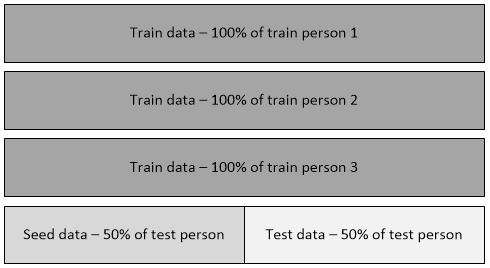 Train data – 100% of train person 1
Train data – 100% of train person 2
Train data – 100% of train person 3
Seed data – 50% of test person
Test data – 50% of test person